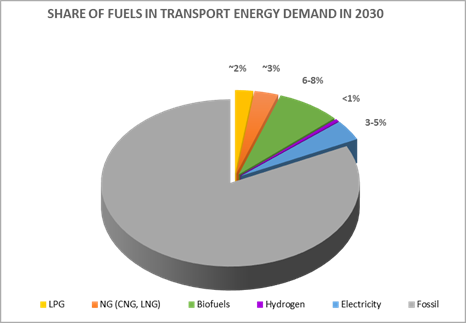 SHARE OF FUELS IN TRANSPORT ENERGY DEMAND IN 2030
~2%
~3%
6-8%
<1%
3-5%
LPG NG (CNG, LNG) Biofuels Hydrogen Electricity Fossil